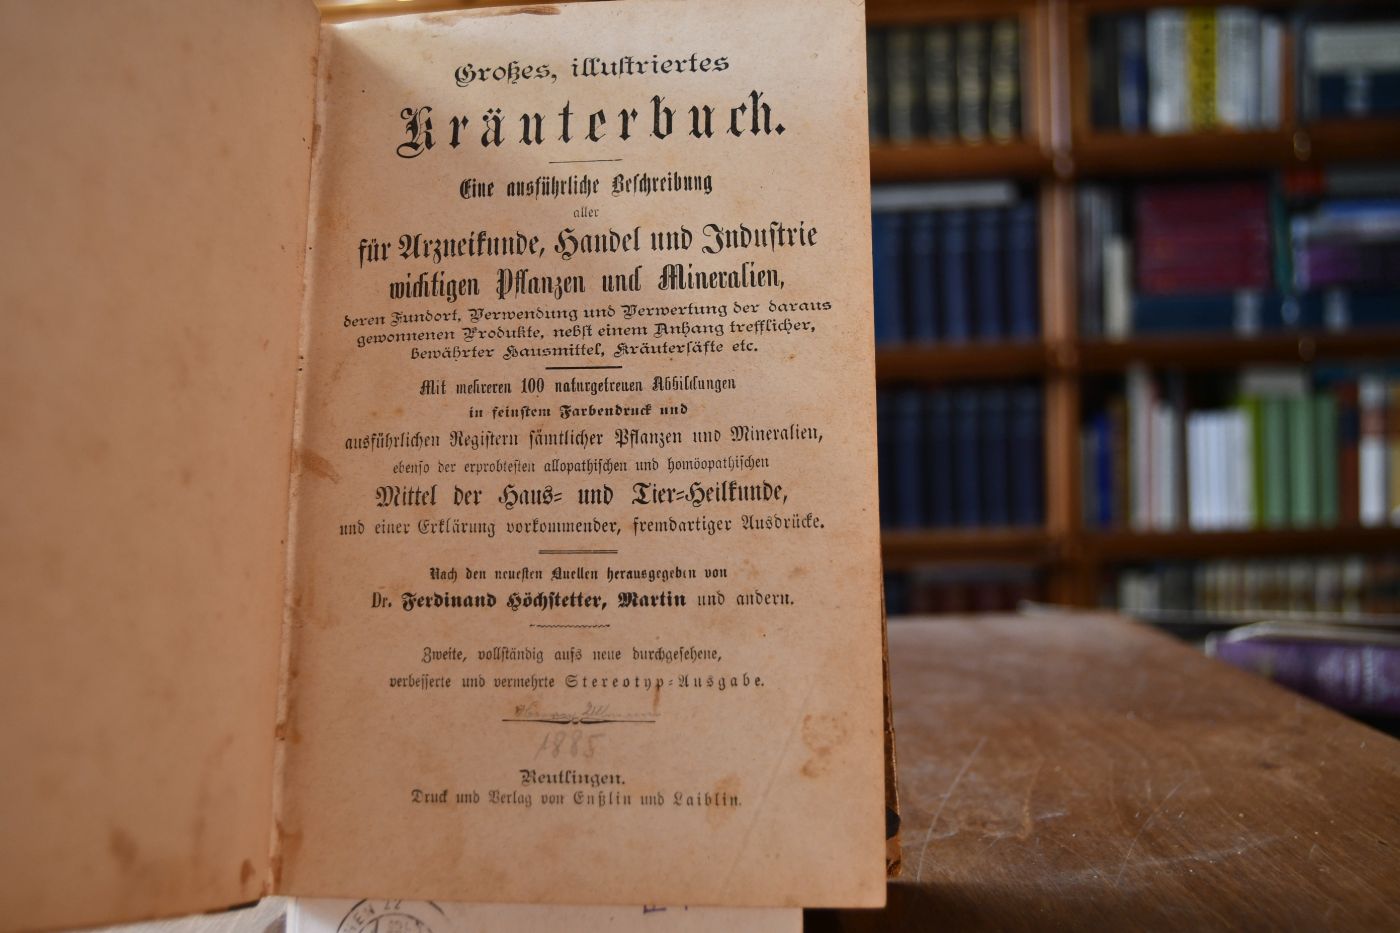 Großes, illustriertes
Kräuterbuch.
Eine ausführliche Beschreibung
aller
für Arzneikunde, Handel und Industrie
wichtigen Pflanzen und Mineralien,
deren Fundort, Verwendung und Verwertung der daraus
gewonnenen Produkte, nebst einem Anhang trefflicher,
bewährter Hausmittel, Kräutersäfte etc.
Mit mehreren 100 naturgetreuen Abbildungen
in feinstem Farbendruck und
ausführlichen Registern sämtlicher Pflanzen und Mineralien,
ebenso der erprobtesten allopathischen und homöopathischen
Mittel der Haus= und Tier=Heilkunde,
und einer Erklärung vorkommender, fremdartiger Ausdrücke.
Nach den neuesten Quellen herausgegeben von
Dr. Ferdinand Höchstetter, Martin und andern.
Zweite, vollständig aufs neue durchgesehene,
verbesserte und vermehrte Stereotyp=Ausgabe.
1885
Reutlingen.
Druck und Verlag von Enßlin und Laiblin.